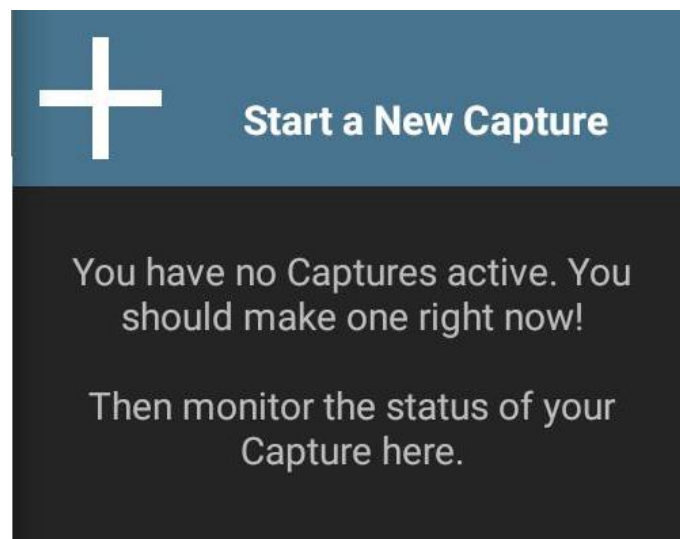 Start a New Capture
You have no Captures active. You
should make one right now!
Then monitor the status of your
Capture here.